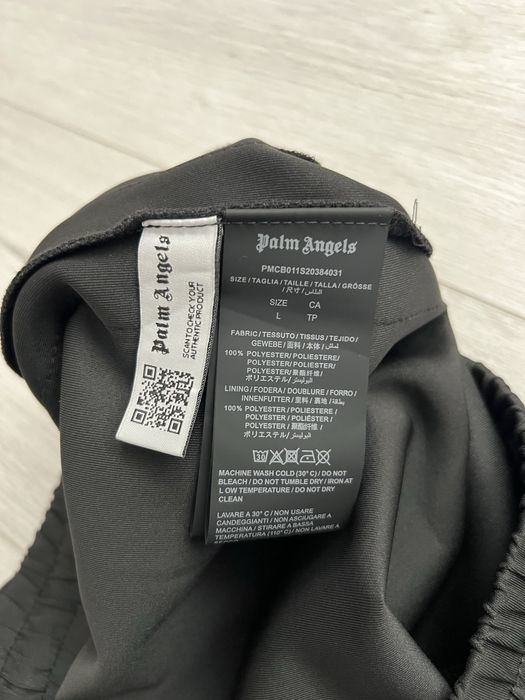 Palm Angels
SCAN TO CHECK YOUR
AUTHENTIC PRODUCT
Palm Angels
PMCB011S20384031
SIZE / TAGLIA / TAILLE / TALLA / GRÖSSE
/ 尺寸 / المقاس
SIZE CA
L TP
FABRIC / TESSUTO / TISSUS / TEJIDO /
GEWEBE / 面料 / 本体 / قماش
100% POLYESTER/POLIESTERE/
POLYESTER/POLIÉSTER/
POLYESTER/聚酯纤维/
ポリエステル/البوليستر
LINING / FODERA / DOUBLURE / FORRO /
INNENFUTTER / 里料 / 裏地 / بطانة
100% POLYESTER / POLIESTERE /
POLYESTER / POLIÉSTER /
POLYESTER / 聚酯纤维 /
ポリエステル / البوليستر
30
MACHINE WASH COLD (30° C) / DO NOT
BLEACH / DO NOT TUMBLE DRY / IRON AT
LOW TEMPERATURE / DO NOT DRY
CLEAN
LAVARE A 30° C / NON USARE
CANDEGGIANTI / NON ASCIUGARE A
MACCHINA / STIRARE A BASSA
TEMPERATURA (110° C) / NON